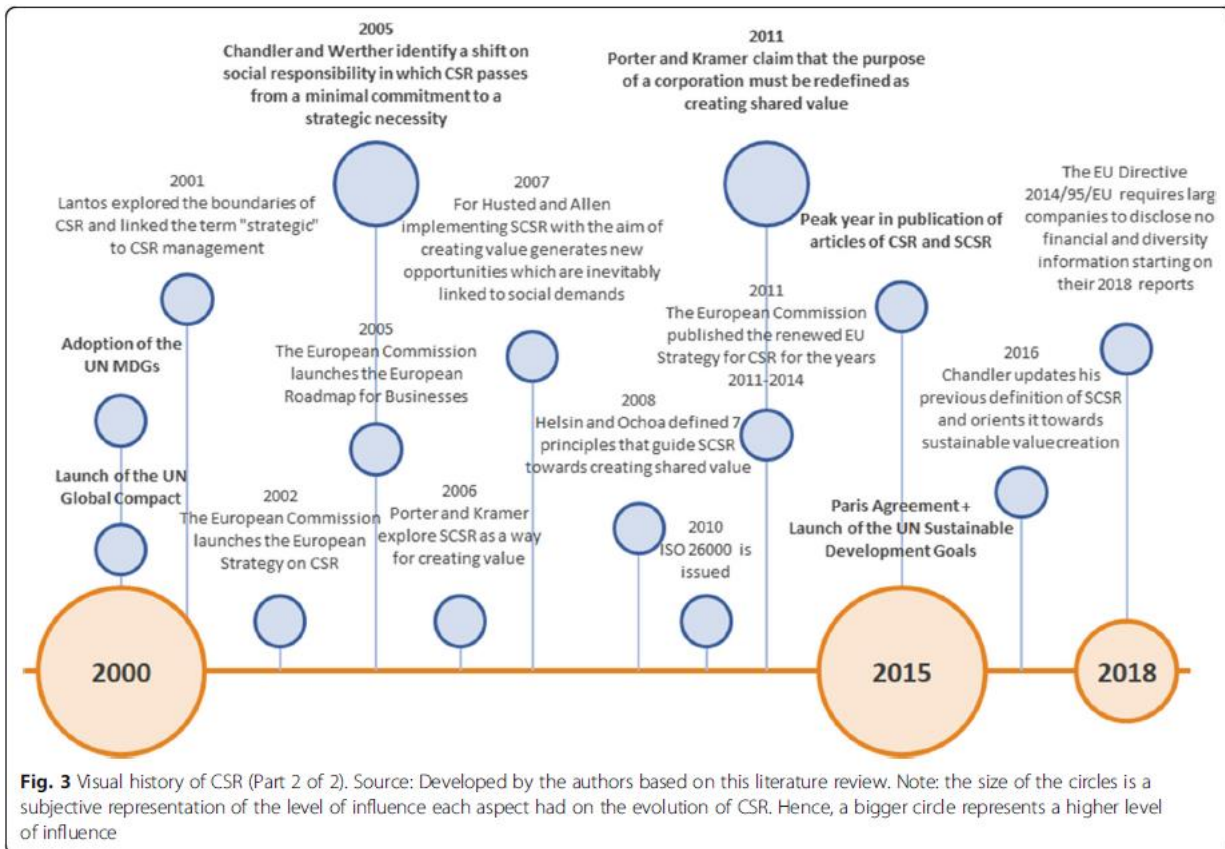 2005
Chandler and Werther identify a shift on
social responsibility in which CSR passes
from a minimal commitment to a
strategic necessity
2011
Porter and Kramer claim that the purpose
of a corporation must be redefined as
creating shared value
2001
Lantos explored the boundaries of
CSR and linked the term "strategic"
to CSR management
2007
For Husted and Allen
implementing SCSR with the aim of
creating value generates new
opportunities which are inevitably
linked to social demands
Peak year in publication of
articles of CSR and SCSR
The EU Directive
2014/95/EU requires larg
companies to disclose no
financial and diversity
information starting on
their 2018 reports
Adoption of the
UN MDGs
2005
The European Commission
launches the European
Roadmap for Businesses
2011
The European Commission
published the renewed EU
Strategy for CSR for the years
2011-2014
2016
Chandler updates his
previous definition of SCSR
and orients it towards
sustainable value creation
Launch of the UN
Global Compact
2002
The European Commission
launches the European
Strategy on CSR
2006
Porter and Kramer
explore SCSR as a way
for creating value
2008
Helsin and Ochoa defined 7
principles that guide SCSR
towards creating shared value
2010
ISO 26000 is
issued
Paris Agreement +
Launch of the UN Sustainable
Development Goals
2000
2015
2018
Fig. 3 Visual history of CSR (Part 2 of 2). Source: Developed by the authors based on this literature review. Note: the size of the circles is a
subjective representation of the level of influence each aspect had on the evolution of CSR. Hence, a bigger circle represents a higher level
of influence